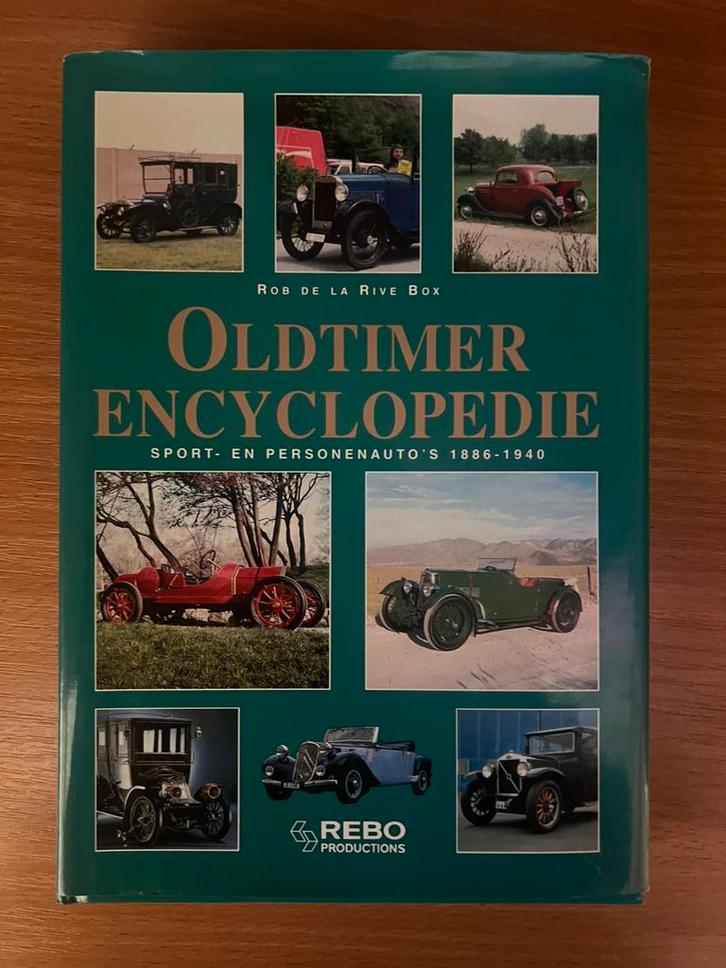 Rob de la Rive Box
Oldtimer
Encyclopedie
SPORT- EN PERSONENAUTO'S 1886-1940
REBO
PRODUCTIONS